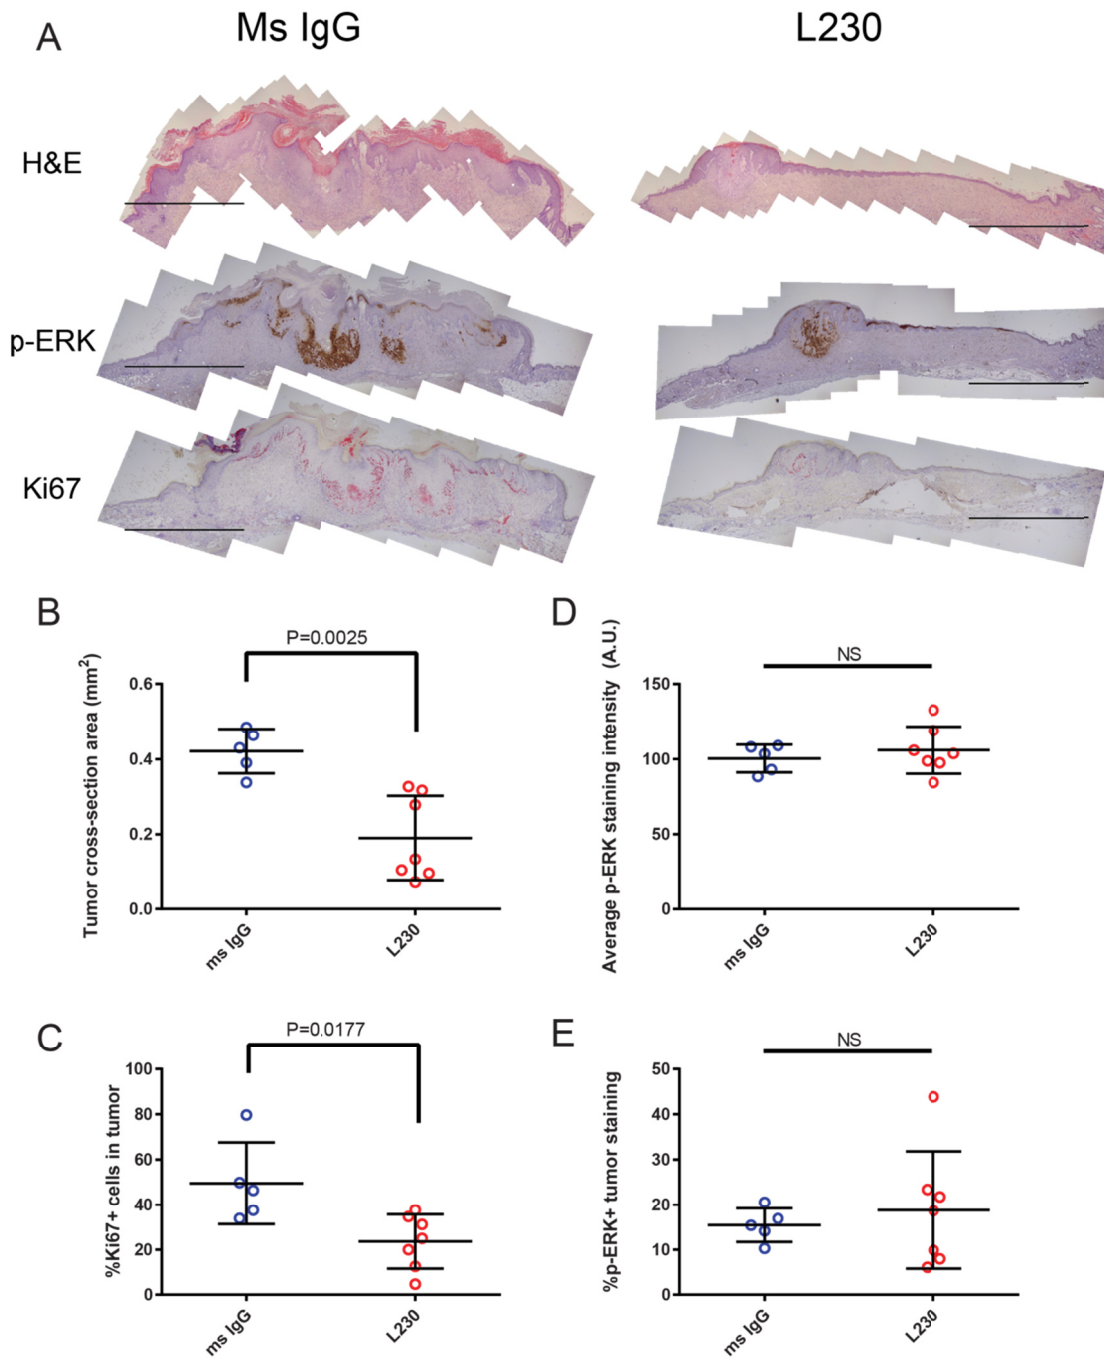 A
Ms IgG
L230
H&E
p-ERK
Ki67
B
P=0.0025
Tumor cross-section area (mm²)
0.6
0.4
0.2
0.0
ms IgG
L230
D
NS
Average p-ERK staining intensity (A.U.)
150
100
50
0
ms IgG
L230
C
P=0.0177
%Ki67+ cells in tumor
100
80
60
40
20
0
ms IgG
L230
E
NS
%p-ERK+ tumor staining
50
40
30
20
10
0
ms IgG
L230